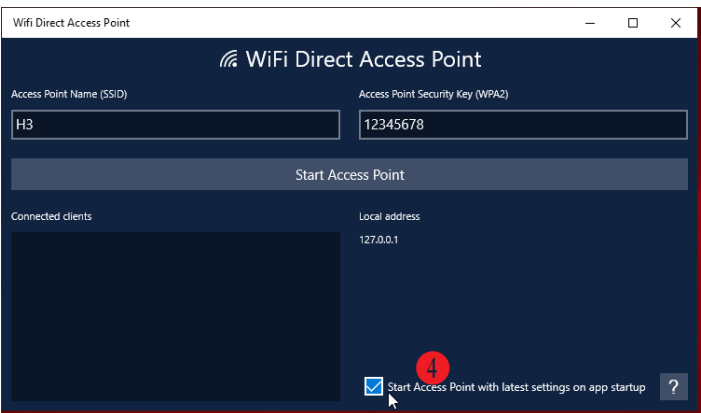 Wifi Direct Access Point
WiFi Direct Access Point
Access Point Name (SSID)
Access Point Security Key (WPA2)
H3
12345678
Start Access Point
Connected clients
Local address
127.0.0.1
4
Start Access Point with latest settings on app startup
?